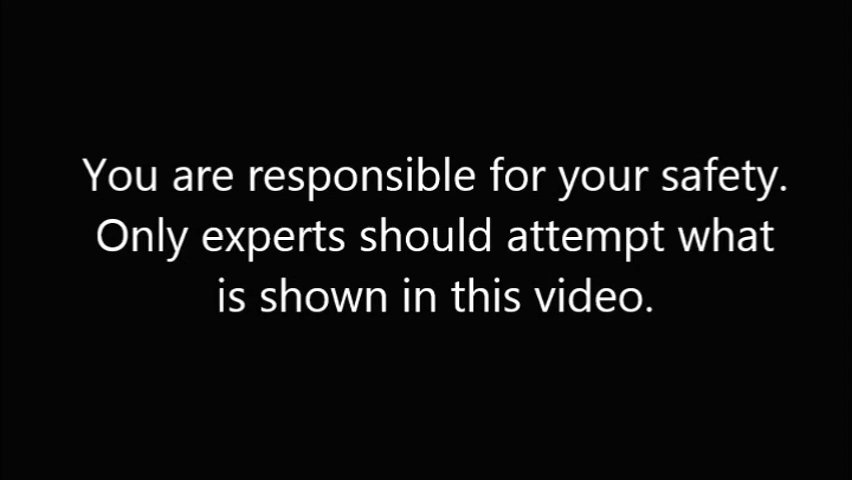 You are responsible for your safety.
Only experts should attempt what
is shown in this video.